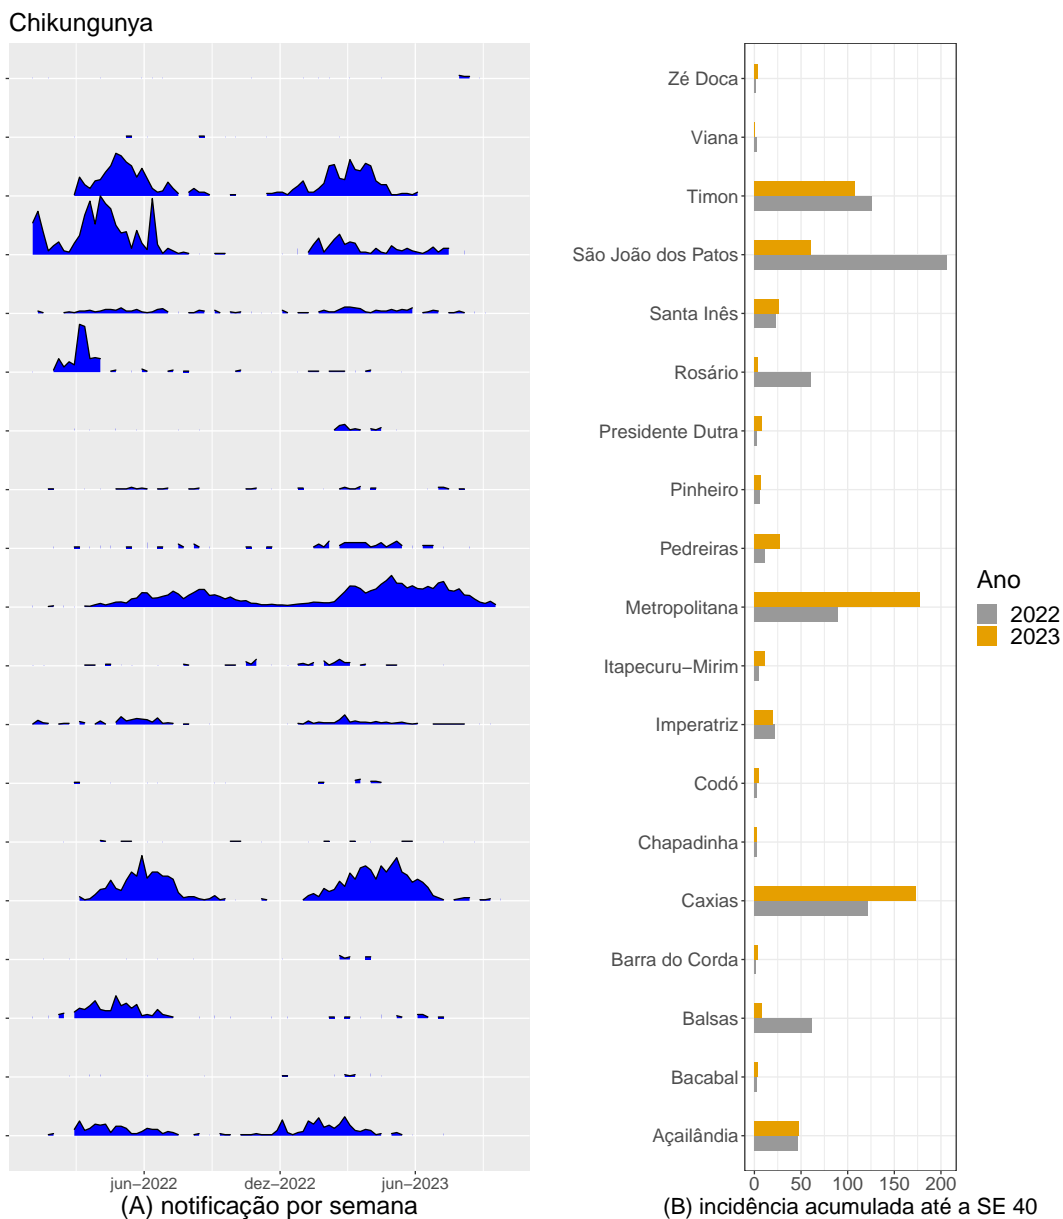 Chikungunya
Zé Doca
Viana
Timon
São João dos Patos
Santa Inês
Rosário
Presidente Dutra
Pinheiro
Pedreiras
Metropolitana
Itapecuru−Mirim
Imperatriz
Codó
Chapadinha
Caxias
Barra do Corda
Balsas
Bacabal
Açailândia
Ano
2022
2023
jun−2022 dez−2022 jun−2023
(A) notificação por semana
0 50 100 150 200
(B) incidência acumulada até a SE 40